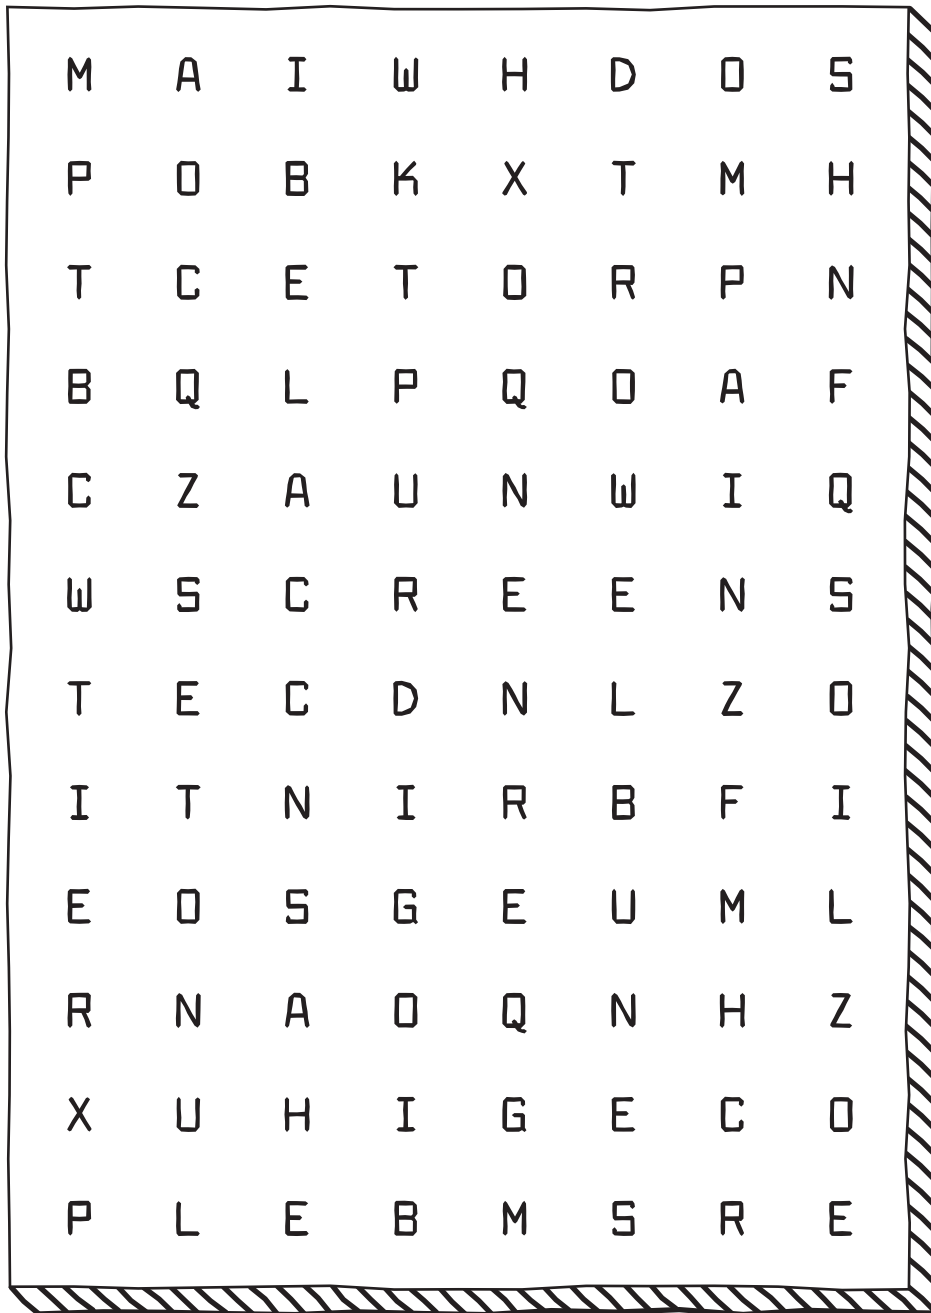 M A I W H D O S
P O B K X T M H
T C E T O R P N
B Q L P Q O A F
C Z A U N W I Q
W S C R E E N S
T E C D N L Z O
I T N I R B F I
E O S G E U M L
R N A O Q N H Z
X U H I G E C O
P L E B M S R E